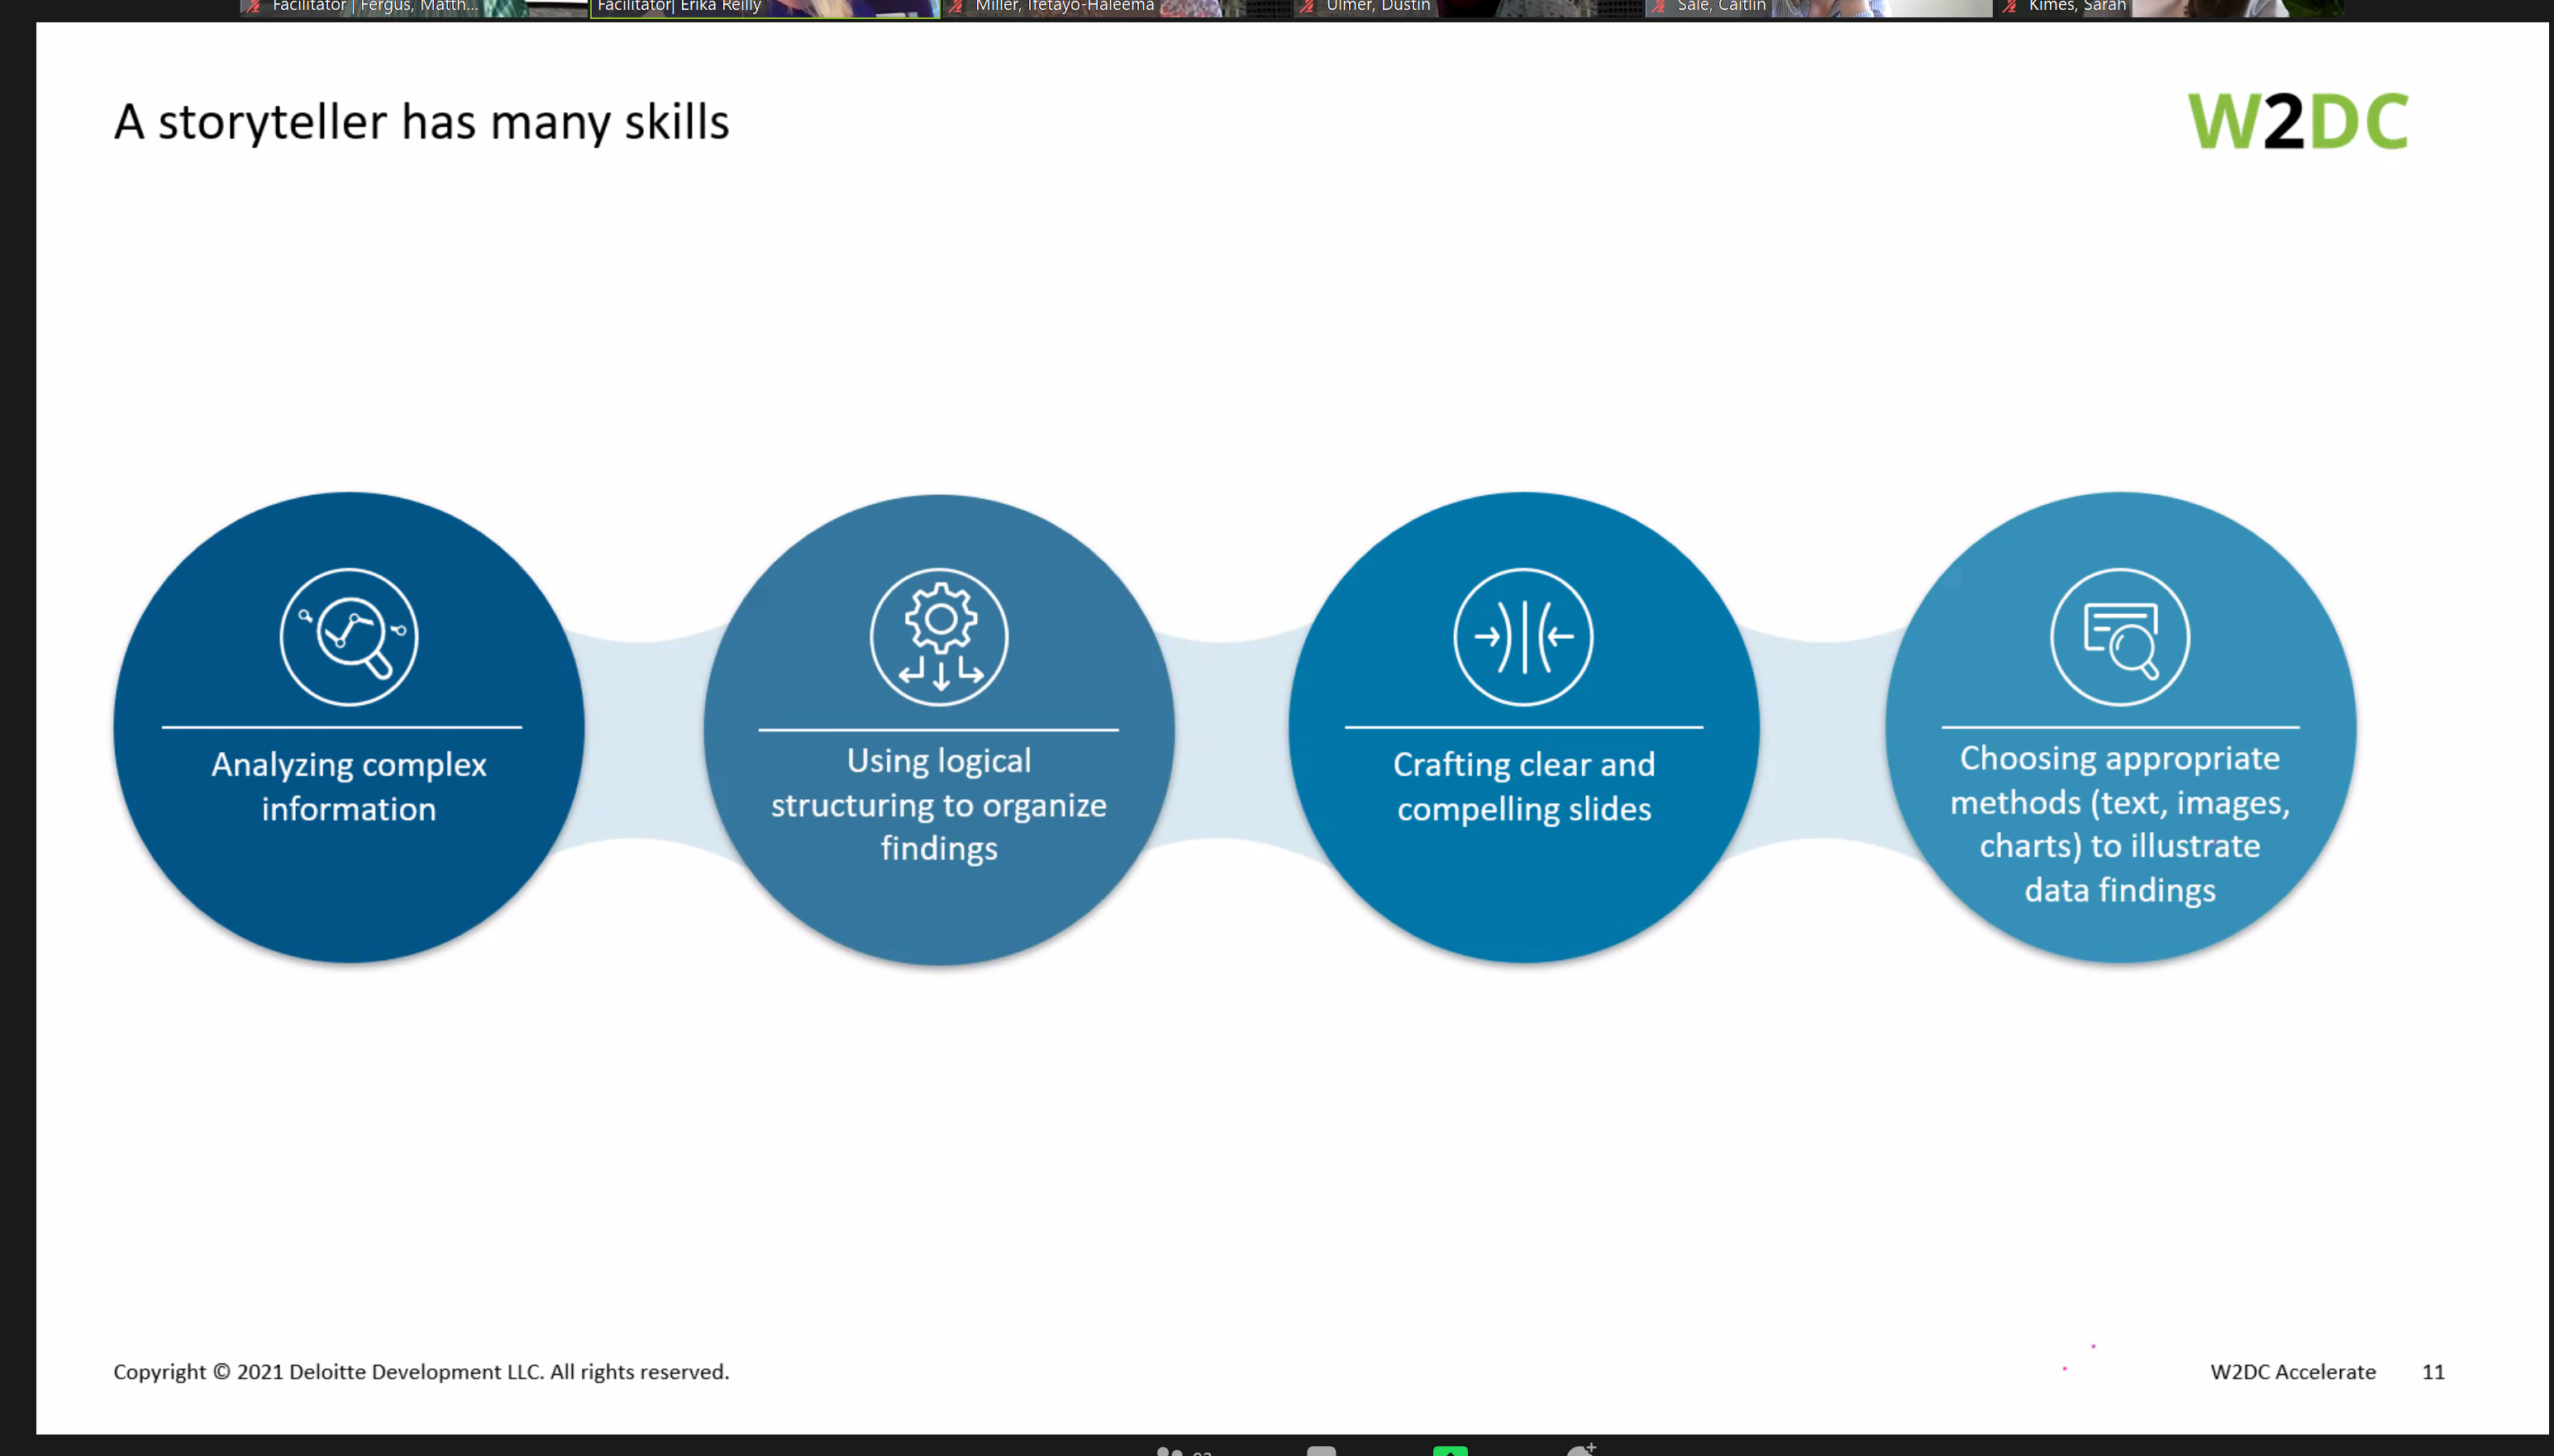 Facilitator | Fergus, Matth...
Facilitator| Erika Reilly
Miller, Ifetayo-Haleema
Ulmer, Dustin
Sale, Caitlin
Kimes, Sarah
A storyteller has many skills
W2DC
Analyzing complex
information
Using logical
structuring to organize
findings
Crafting clear and
compelling slides
Choosing appropriate
methods (text, images,
charts) to illustrate
data findings
Copyright © 2021 Deloitte Development LLC. All rights reserved.
W2DC Accelerate
11